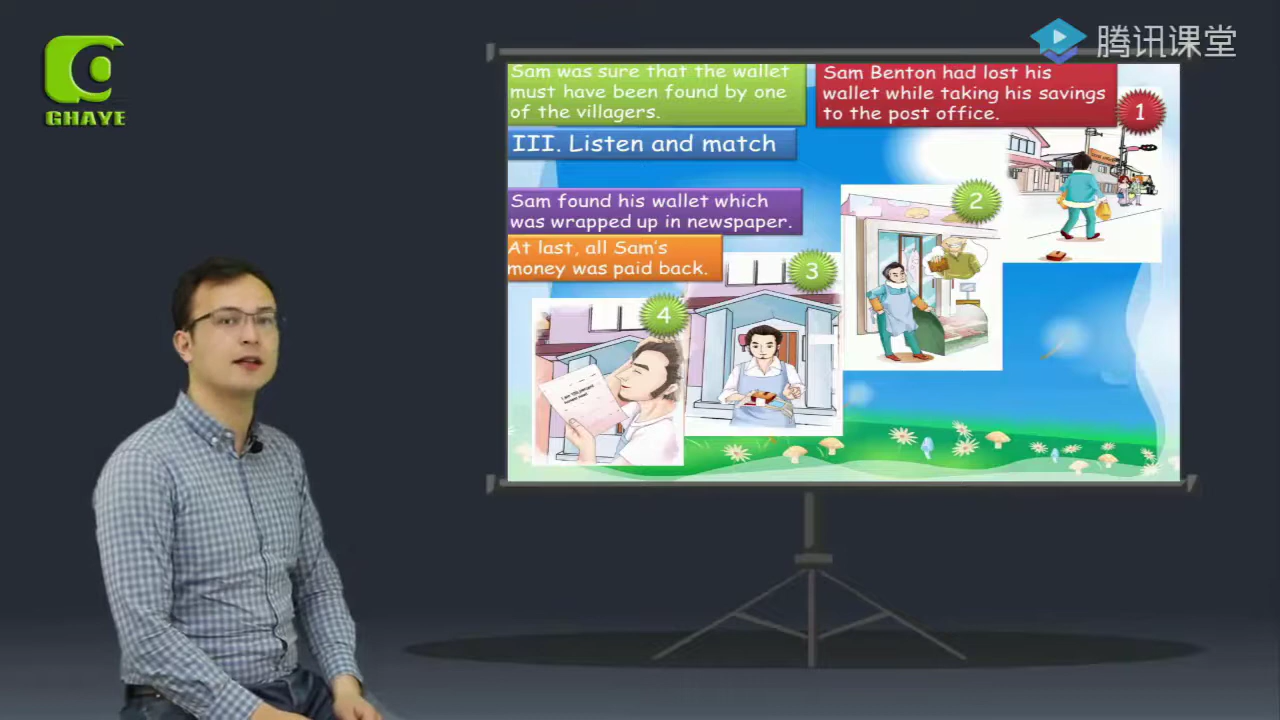 GHAYE
腾讯课堂
Sam was sure that the wallet
must have been found by one
of the villagers.
Sam Benton had lost his
wallet while taking his savings
to the post office.
1
III. Listen and match
Sam found his wallet which
was wrapped up in newspaper.
2
At last, all Sam's
money was paid back.
3
4